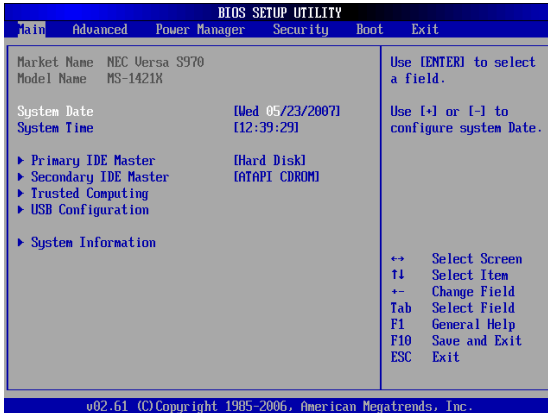 BIOS SETUP UTILITY
Main Advanced Power Manager Security Boot Exit
Market Name NEC Versa S970
Model Name MS-1421X
System Date [Wed 05/23/2007]
System Time [12:39:29]
▶ Primary IDE Master [Hard Disk]
▶ Secondary IDE Master [ATAPI CDROM]
▶ Trusted Computing
▶ USB Configuration
▶ System Information
Use [ENTER] to select
a field.
Use [+] or [-] to
configure system Date.
↔ Select Screen
↑↓ Select Item
+- Change Field
Tab Select Field
F1 General Help
F10 Save and Exit
ESC Exit
v02.61 (C)Copyright 1985-2006, American Megatrends, Inc.